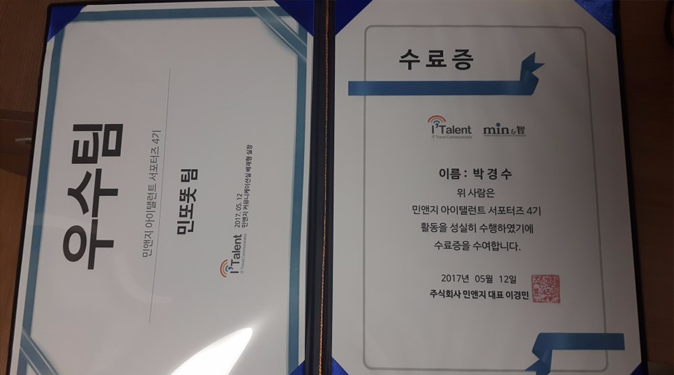 우수팀
민앤지 아이탤런트 서포터즈 4기
민또똣 팀
2017. 05. 12
민앤지 커뮤니케이션실 배재형 실장
I'Talent
수료증
I'Talent
min&智
이름 : 박경수
위 사람은
민앤지 아이탤런트 서포터즈 4기
활동을 성실히 수행하였기에
수료증을 수여합니다.
2017년 05월 12일
주식회사 민앤지 대표 이경민